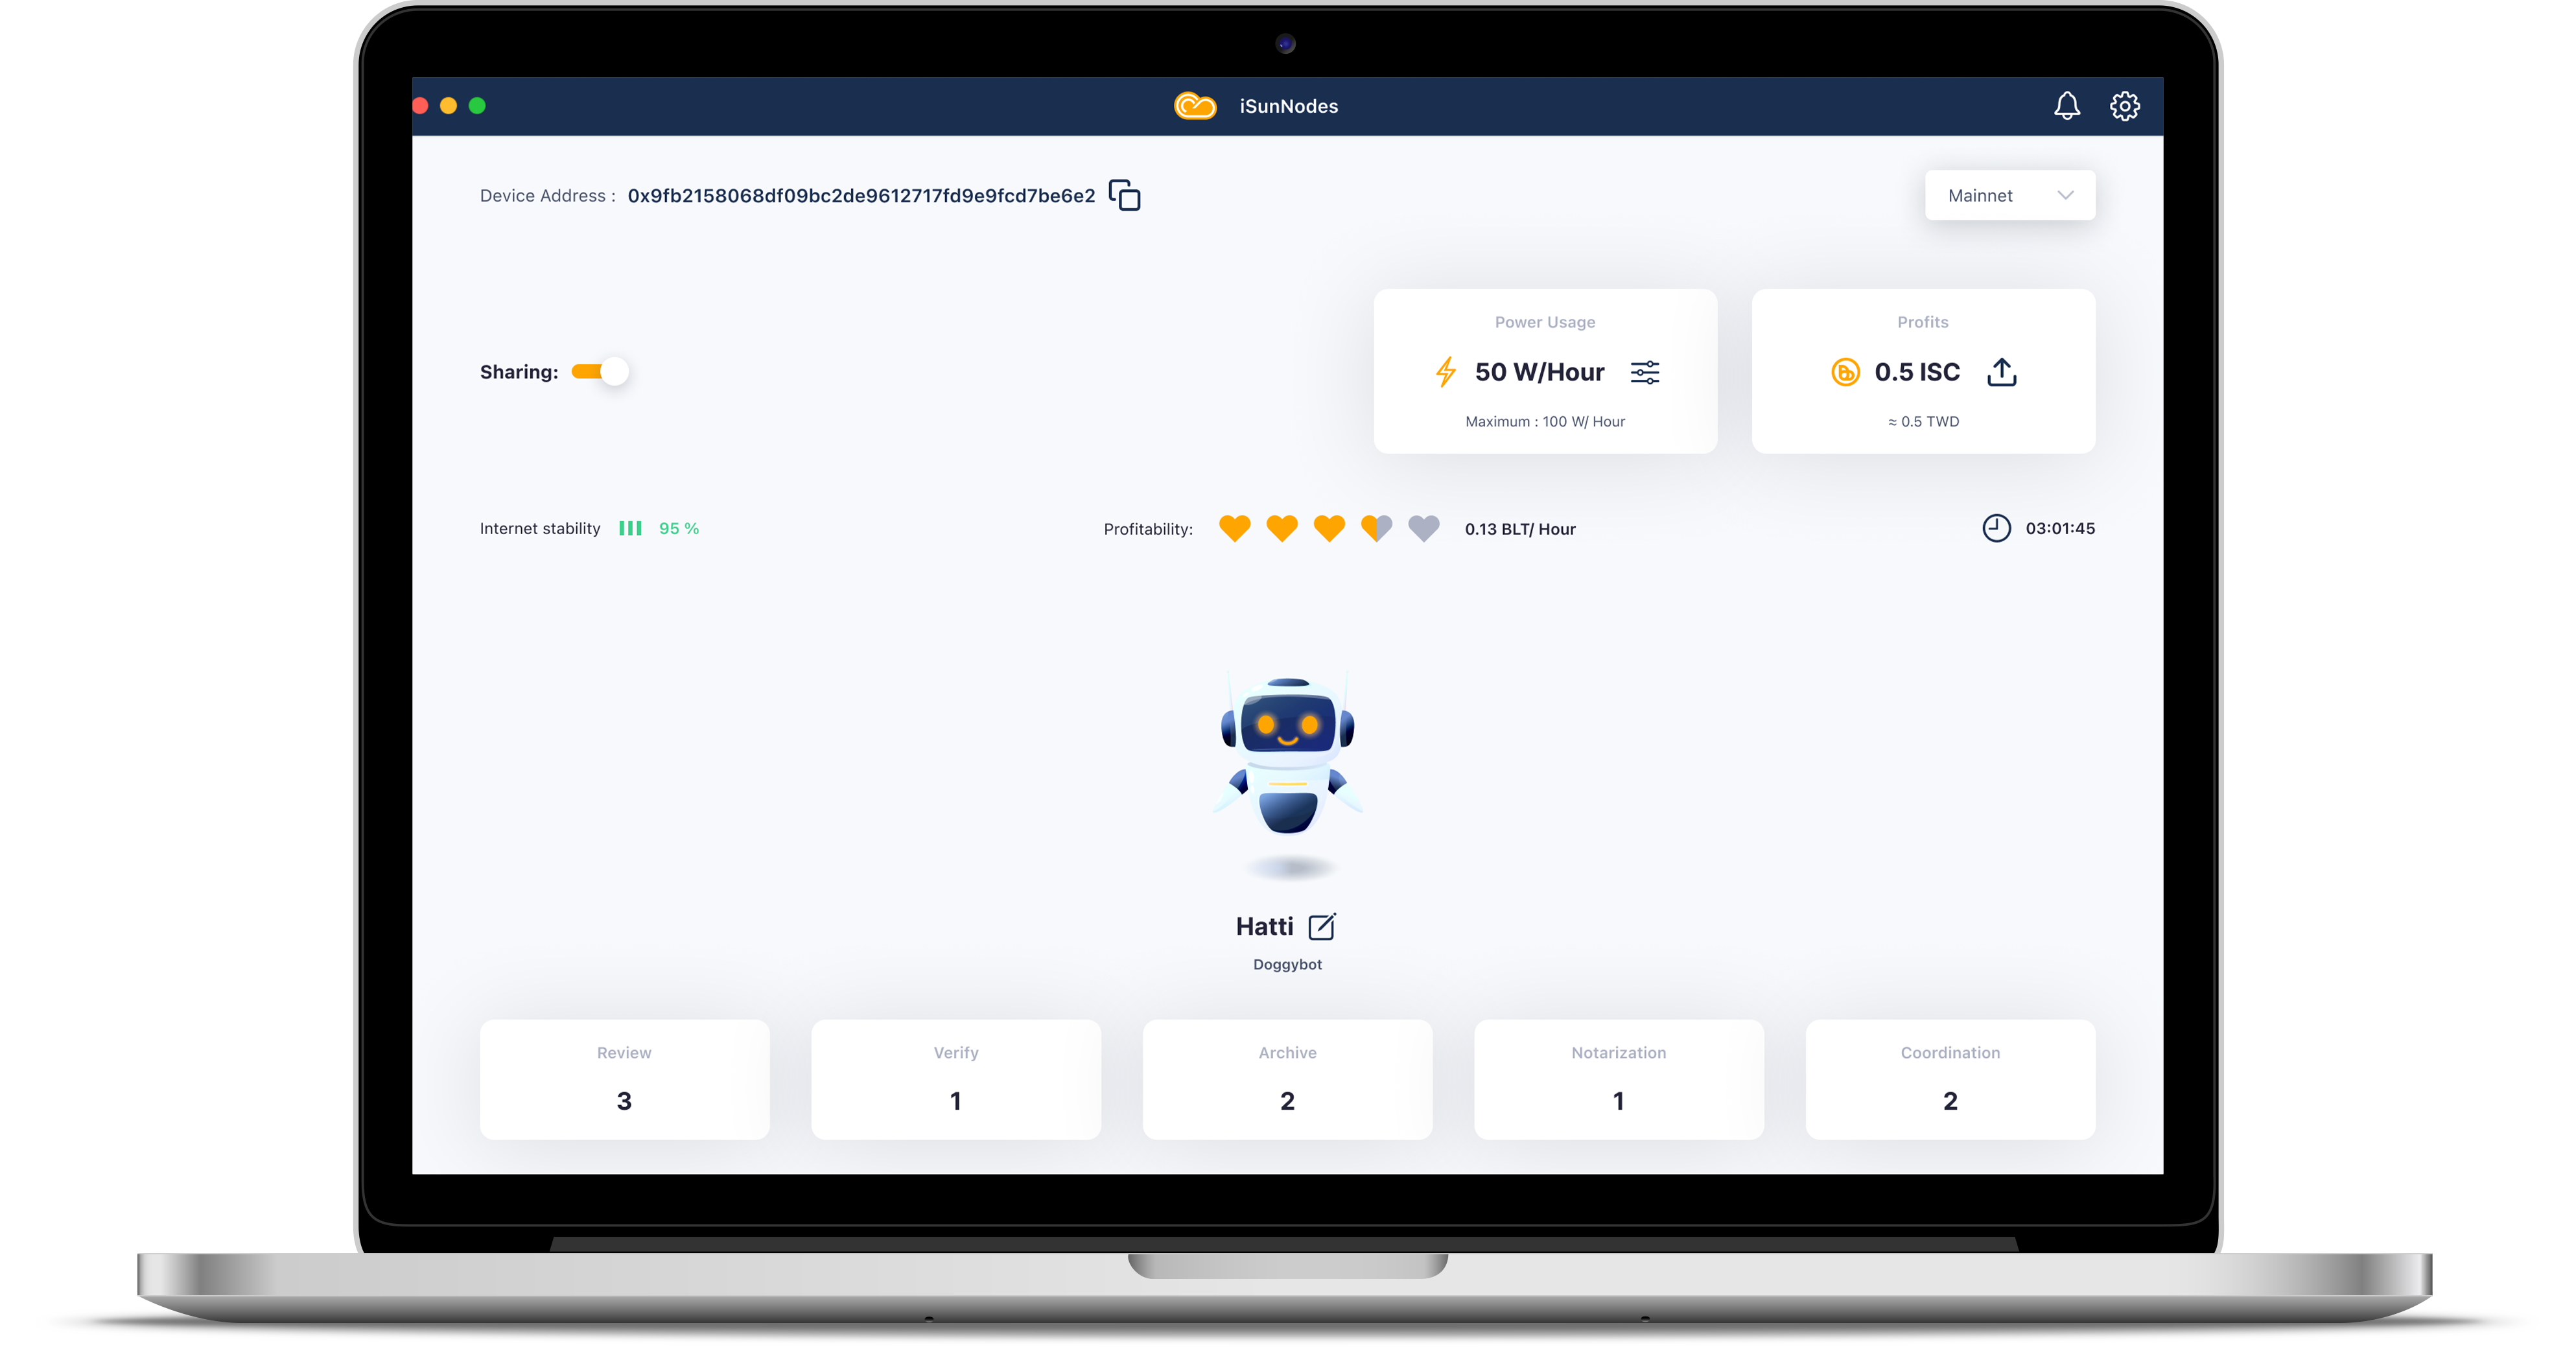 iSunNodes
Device Address : 0x9fb2158068df09bc2de9612717fd9e9fcd7be6e2
Mainnet
Power Usage
Profits
Sharing:
50 W/Hour
0.5 ISC
Maximum : 100 W/ Hour
≈ 0.5 TWD
Internet stability 95 %
Profitability: 0.13 BLT/ Hour
03:01:45
Hatti
Doggybot
Review
Verify
Archive
Notarization
Coordination
3
1
2
1
2